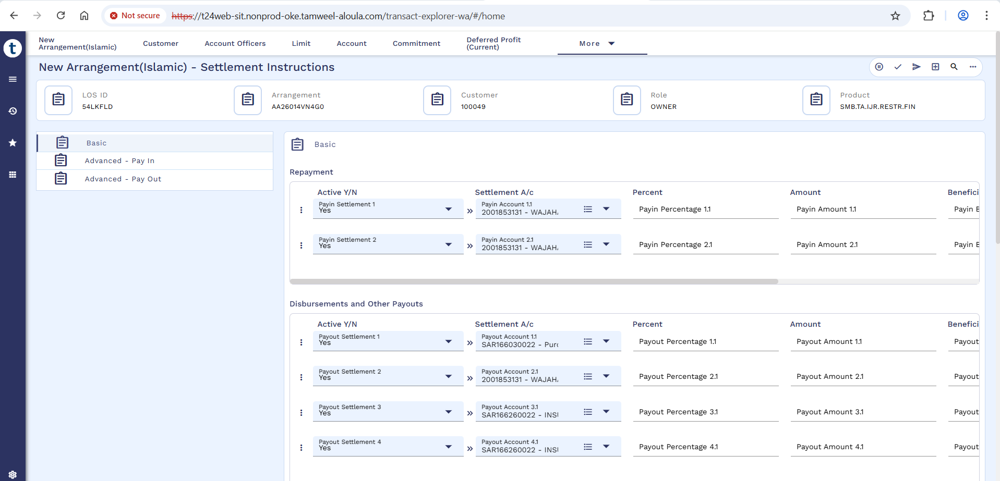 Not secure
https://t24web-sit.nonprod-oke.tamweel-aloula.com/transact-explorer-wa/#/home
t
New Arrangement(Islamic)
Customer
Account Officers
Limit
Account
Commitment
Deferred Profit (Current)
More
New Arrangement(Islamic) - Settlement Instructions
LOS ID
54LKFLD
Arrangement
AA26014VN4G0
Customer
100049
Role
OWNER
Product
SMB.TA.IJR.RESTR.FIN
Basic
Advanced - Pay In
Advanced - Pay Out
Basic
Repayment
Active Y/N Settlement A/c Percent Amount Benefici
Payin Settlement 1
Yes
Payin Account 1.1
2001853131 - WAJAH
Payin Percentage 1.1
Payin Amount 1.1
Payin B
Payin Settlement 2
Yes
Payin Account 2.1
2001853131 - WAJAH
Payin Percentage 2.1
Payin Amount 2.1
Payin B
Disbursements and Other Payouts
Active Y/N Settlement A/c Percent Amount Benefici
Payout Settlement 1
Yes
Payout Account 1.1
SAR166030022 - Purc
Payout Percentage 1.1
Payout Amount 1.1
Payout
Payout Settlement 2
Yes
Payout Account 2.1
2001853131 - WAJAH
Payout Percentage 2.1
Payout Amount 2.1
Payout
Payout Settlement 3
Yes
Payout Account 3.1
SAR166260022 - INSU
Payout Percentage 3.1
Payout Amount 3.1
Payout
Payout Settlement 4
Yes
Payout Account 4.1
SAR166260022 - INSU
Payout Percentage 4.1
Payout Amount 4.1
Payout